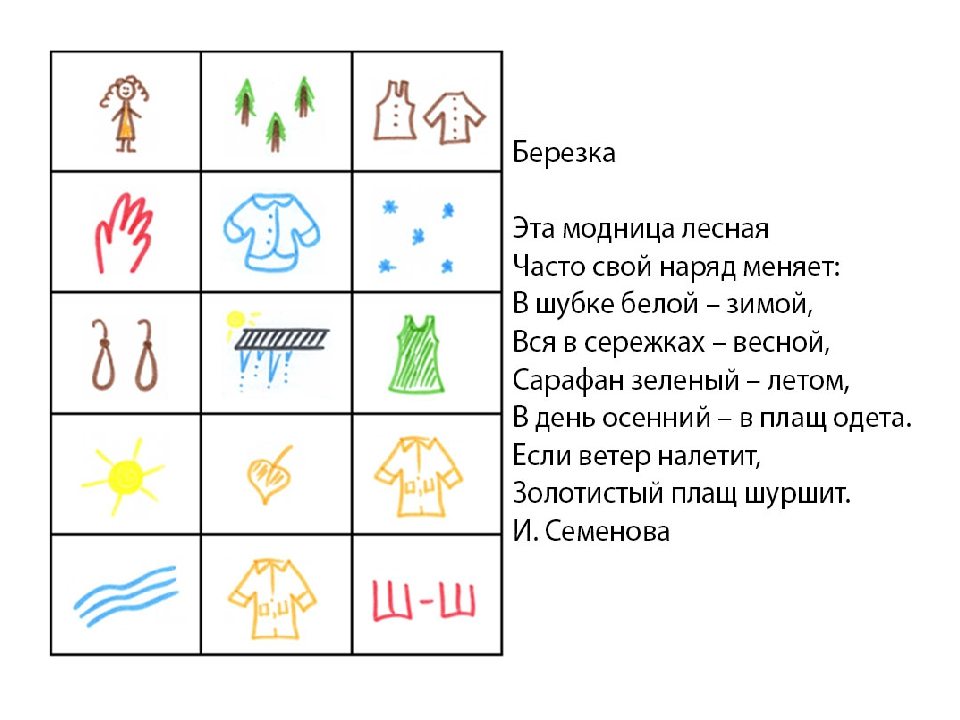 Березка
Эта модница лесная
Часто свой наряд меняет:
В шубке белой – зимой,
Вся в сережках – весной,
Сарафан зеленый – летом,
В день осенний – в плащ одета.
Если ветер налетит,
Золотистый плащ шуршит.
И. Семенова
Ш-Ш